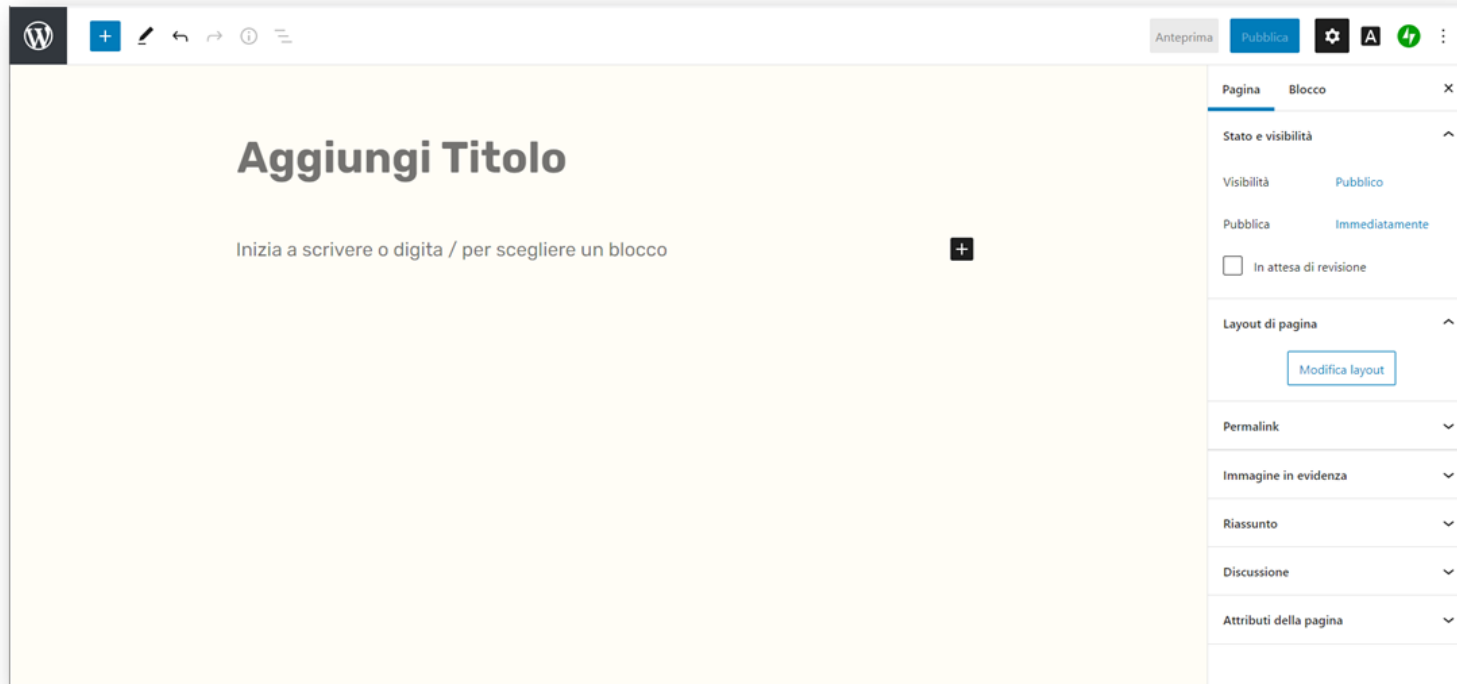 Anteprima
Pubblica
A
Pagina
Blocco
Stato e visibilità
Visibilità
Pubblico
Pubblica
Immediatamente
In attesa di revisione
Layout di pagina
Modifica layout
Permalink
Immagine in evidenza
Riassunto
Discussione
Attributi della pagina
Aggiungi Titolo
Inizia a scrivere o digita / per scegliere un blocco